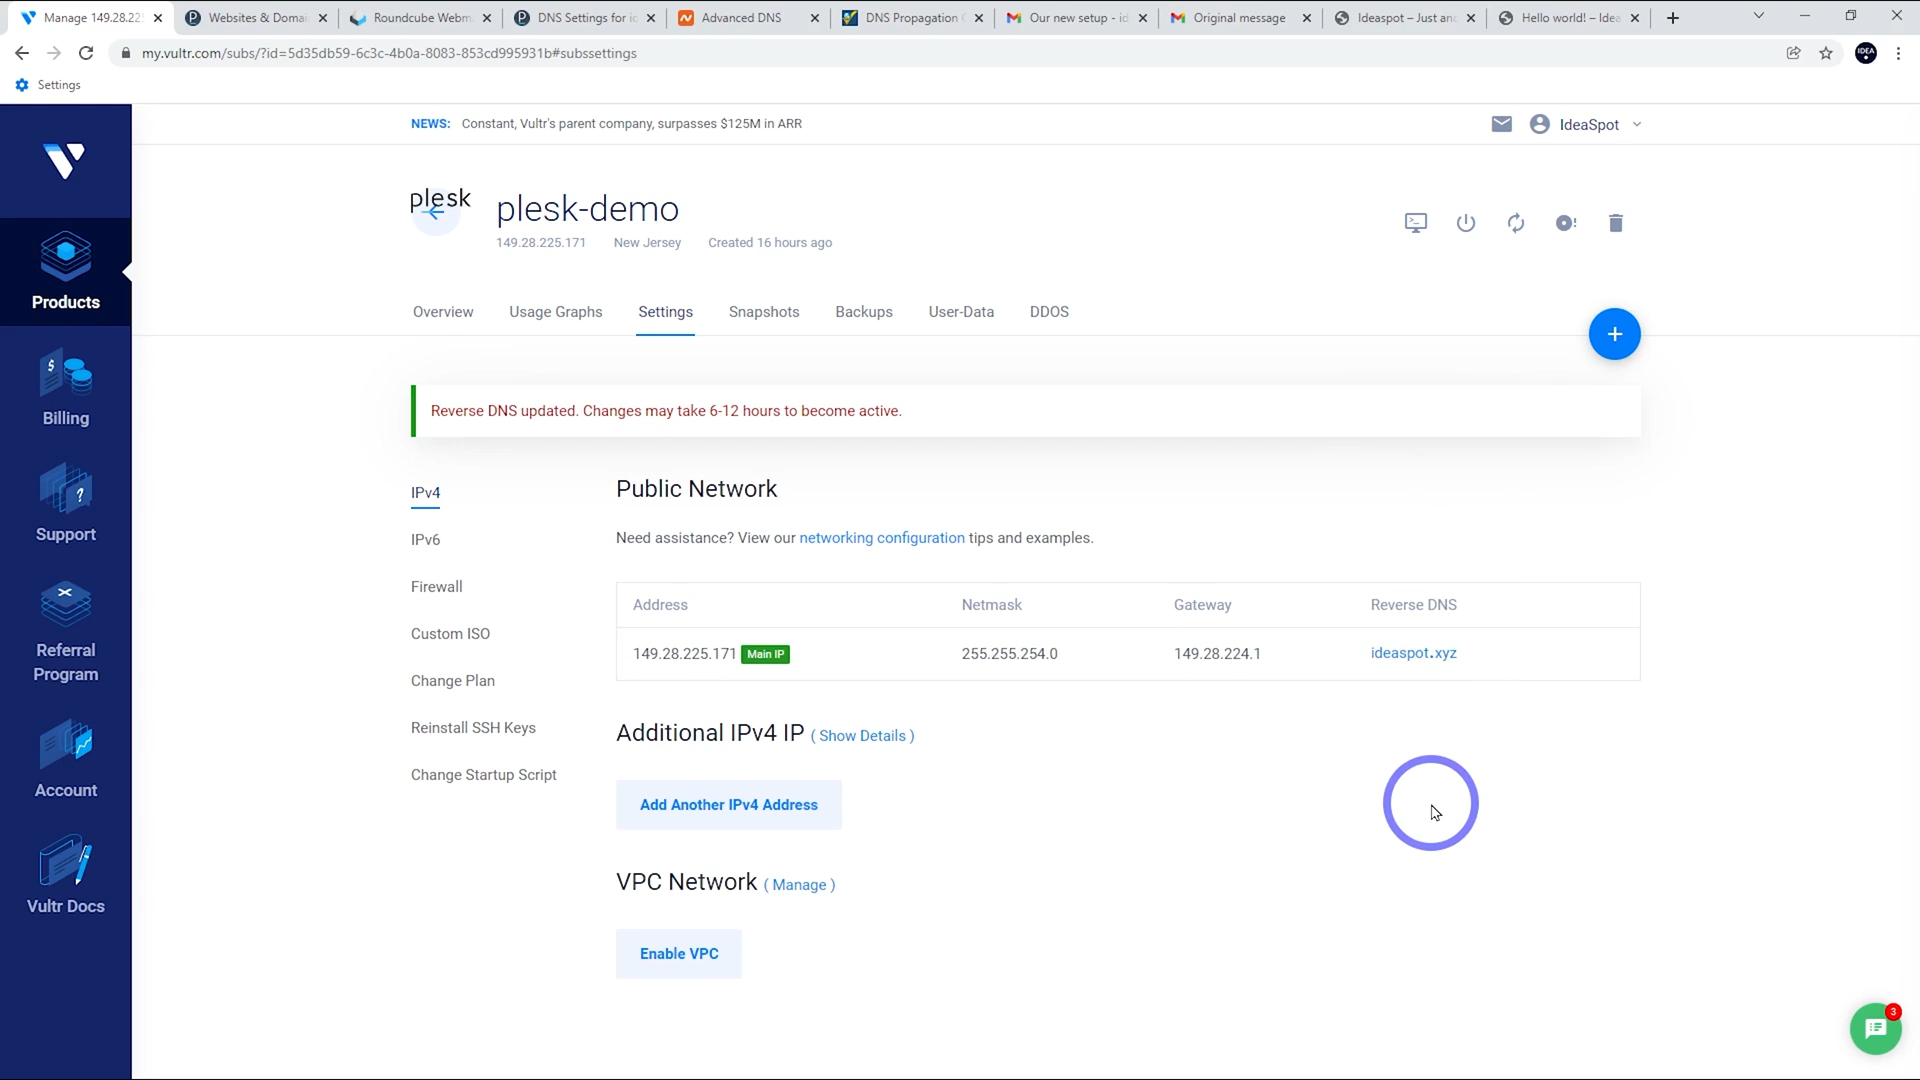 Manage 149.28.22
Websites & Domai
Roundcube Webm
DNS Settings for i
Advanced DNS
DNS Propagation
Our new setup - id
Original message
Ideaspot – Just an
Hello world! – Idea
my.vultr.com/subs/?id=5d35db59-6c3c-4b0a-8083-853cd995931b#subssettings
IDEA
Settings
NEWS: Constant, Vultr's parent company, surpasses $125M in ARR
IdeaSpot
plesk
plesk-demo
149.28.225.171 New Jersey Created 16 hours ago
Products
Billing
Support
Referral
Program
Account
Vultr Docs
Overview Usage Graphs Settings Snapshots Backups User-Data DDOS
+
Reverse DNS updated. Changes may take 6-12 hours to become active.
IPv4
IPv6
Firewall
Custom ISO
Change Plan
Reinstall SSH Keys
Change Startup Script
Public Network
Need assistance? View our networking configuration tips and examples.
Address Netmask Gateway Reverse DNS
149.28.225.171 Main IP 255.255.254.0 149.28.224.1 ideaspot.xyz
Additional IPv4 IP ( Show Details )
Add Another IPv4 Address
VPC Network ( Manage )
Enable VPC
3